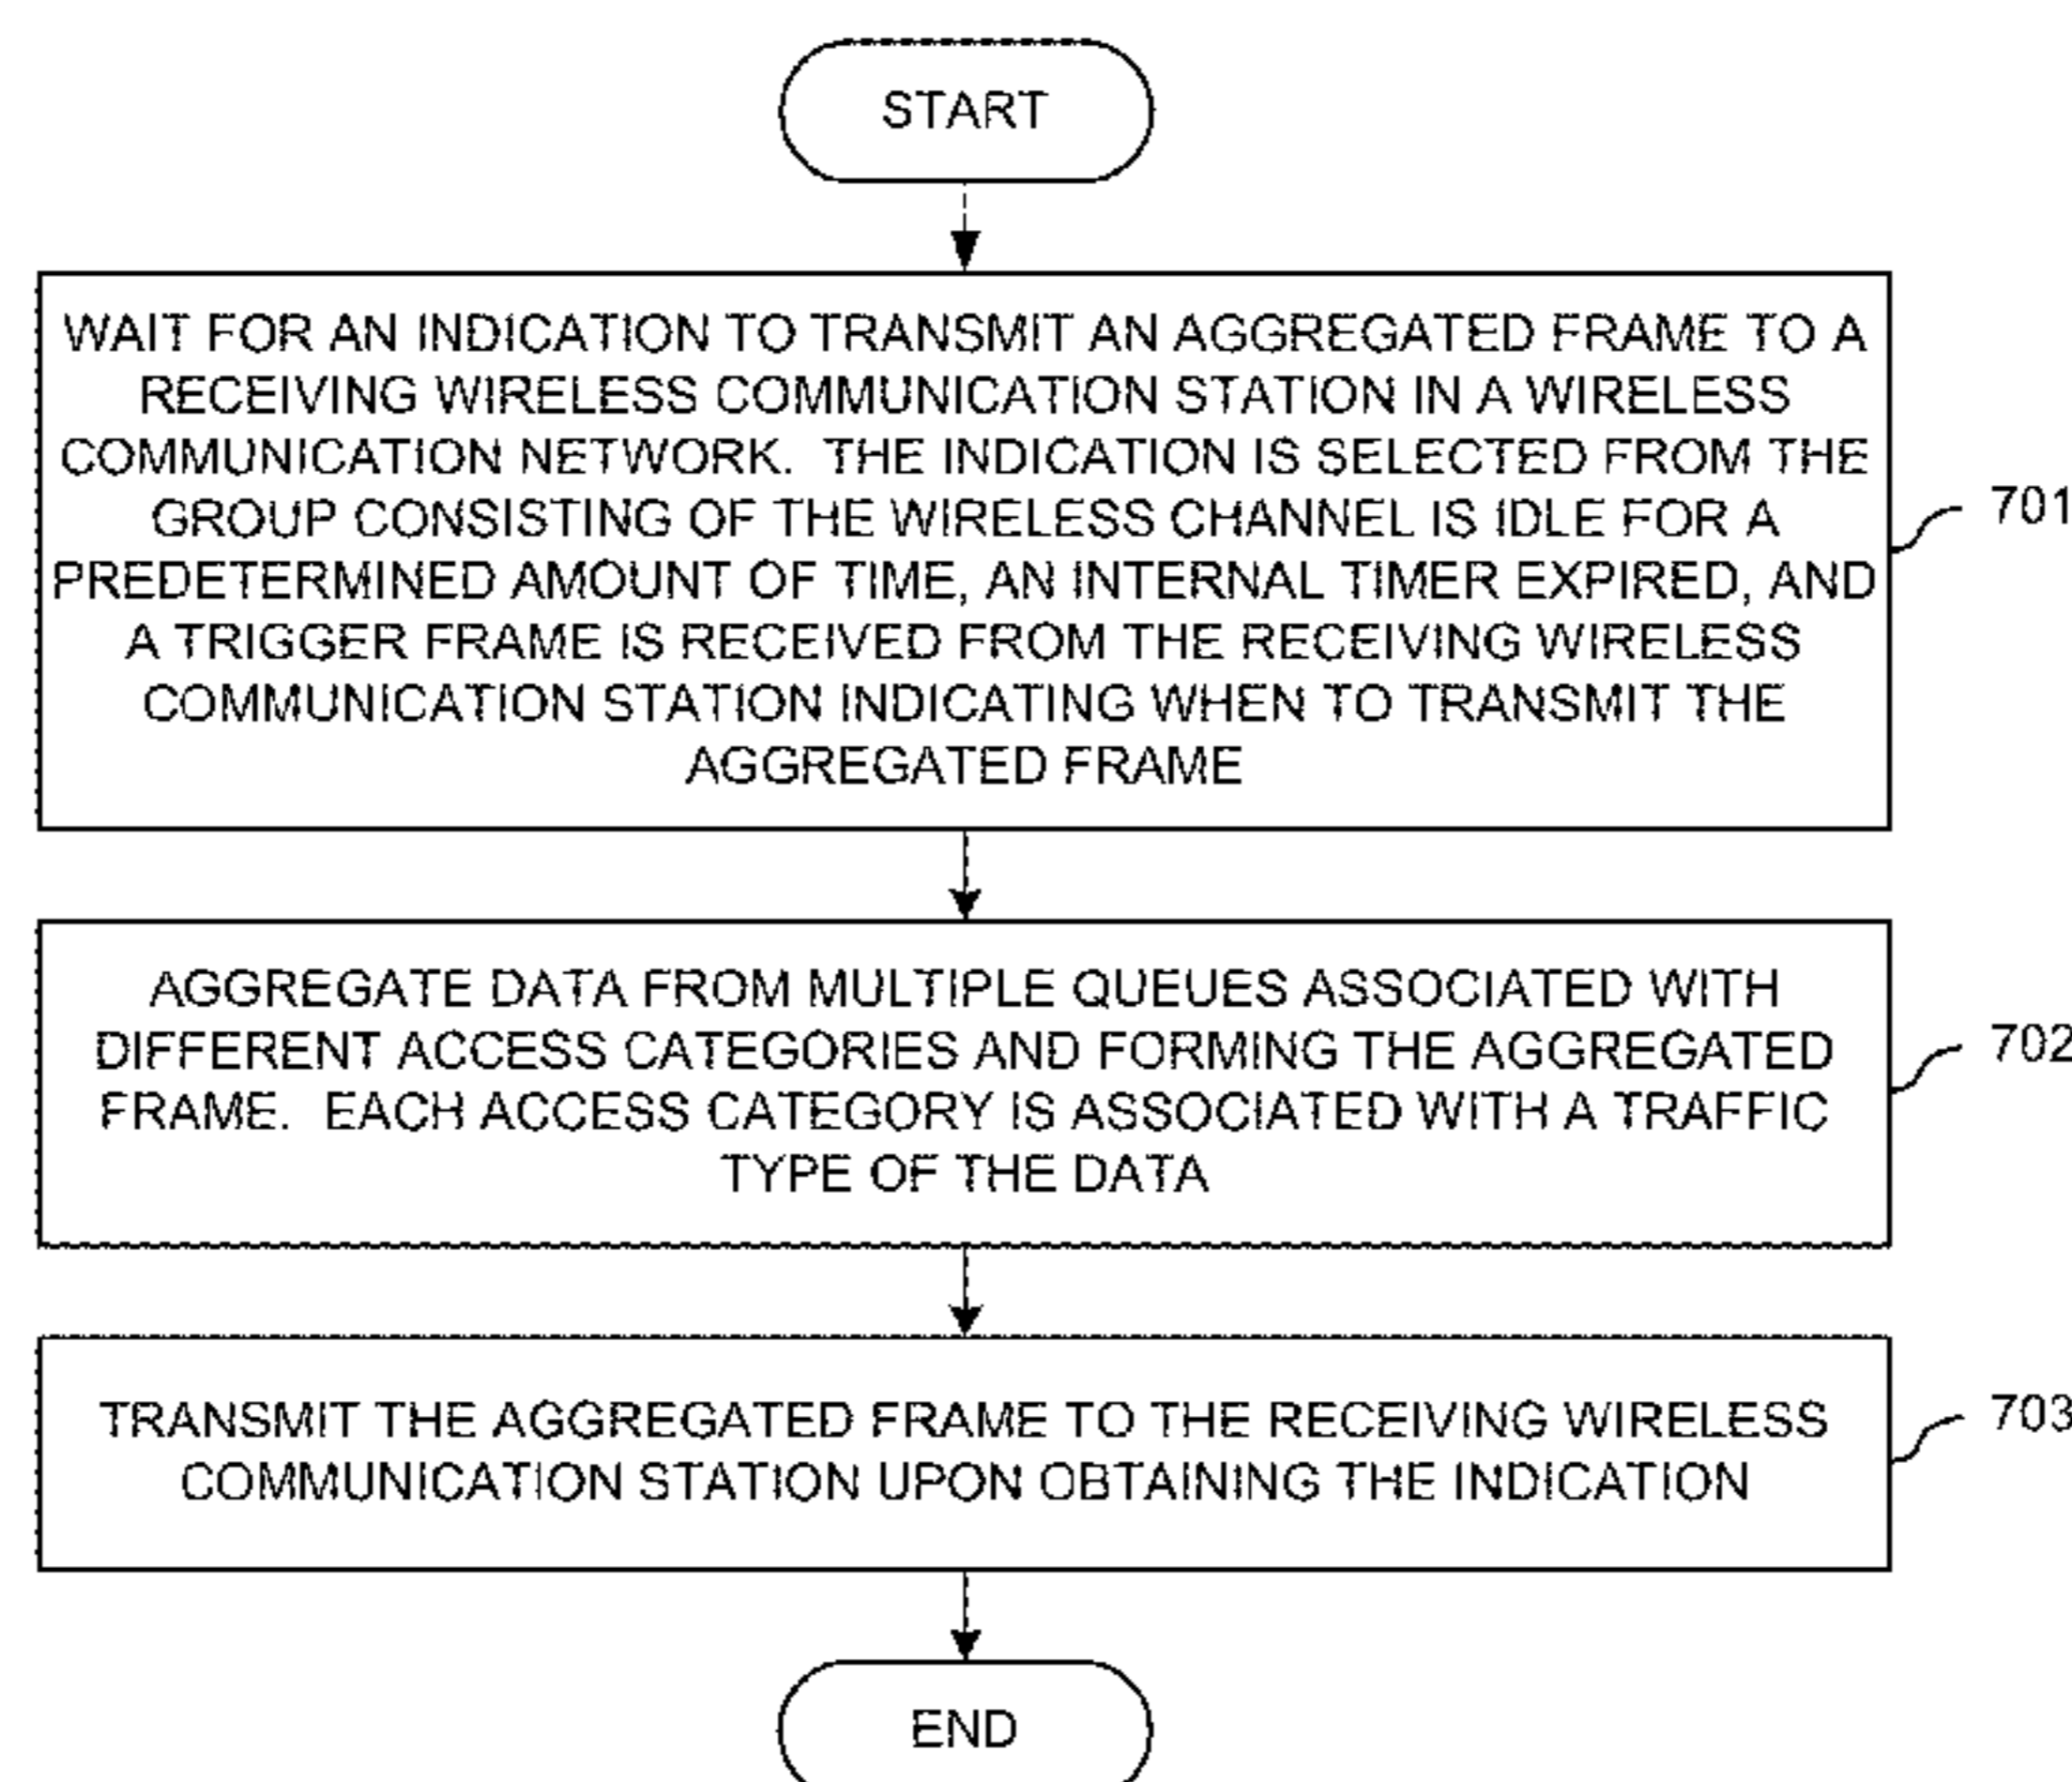 START
WAIT FOR AN INDICATION TO TRANSMIT AN AGGREGATED FRAME TO A
RECEIVING WIRELESS COMMUNICATION STATION IN A WIRELESS
COMMUNICATION NETWORK. THE INDICATION IS SELECTED FROM THE
GROUP CONSISTING OF THE WIRELESS CHANNEL IS IDLE FOR A
PREDETERMINED AMOUNT OF TIME, AN INTERNAL TIMER EXPIRED, AND
A TRIGGER FRAME IS RECEIVED FROM THE RECEIVING WIRELESS
COMMUNICATION STATION INDICATING WHEN TO TRANSMIT THE
AGGREGATED FRAME
701
AGGREGATE DATA FROM MULTIPLE QUEUES ASSOCIATED WITH
DIFFERENT ACCESS CATEGORIES AND FORMING THE AGGREGATED
FRAME. EACH ACCESS CATEGORY IS ASSOCIATED WITH A TRAFFIC
TYPE OF THE DATA
702
TRANSMIT THE AGGREGATED FRAME TO THE RECEIVING WIRELESS
COMMUNICATION STATION UPON OBTAINING THE INDICATION
703
END